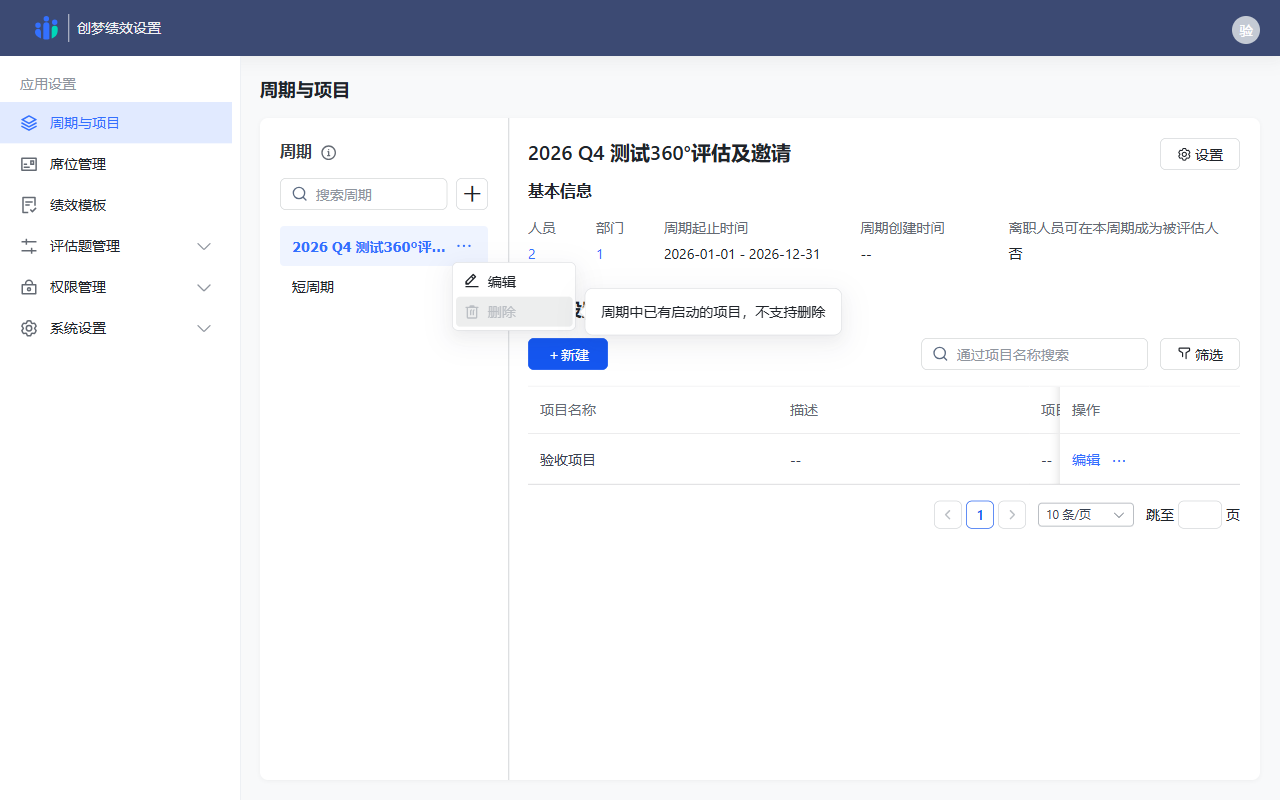 创梦绩效设置
验
应用设置
周期与项目
席位管理
绩效模板
评估题管理
权限管理
系统设置
周期与项目
周期
搜索周期
2026 Q4 测试360°评...
短周期
编辑
删除
周期中已有启动的项目，不支持删除
2026 Q4 测试360°评估及邀请
设置
基本信息
人员 部门 周期起止时间 周期创建时间 离职人员可在本周期成为被评估人
2 1 2026-01-01 - 2026-12-31 -- 否
+ 新建
通过项目名称搜索
筛选
项目名称 描述 项目 操作
验收项目 -- -- 编辑 ...
1 10 条/页 跳至 页